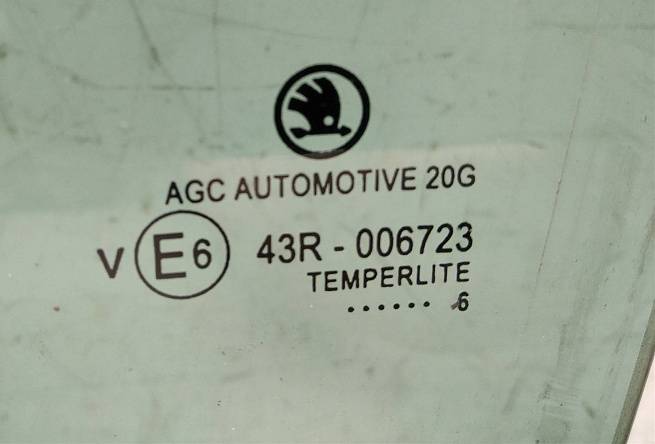 AGC AUTOMOTIVE 20G
V E6 43R - 006723
TEMPERLITE
...... 6